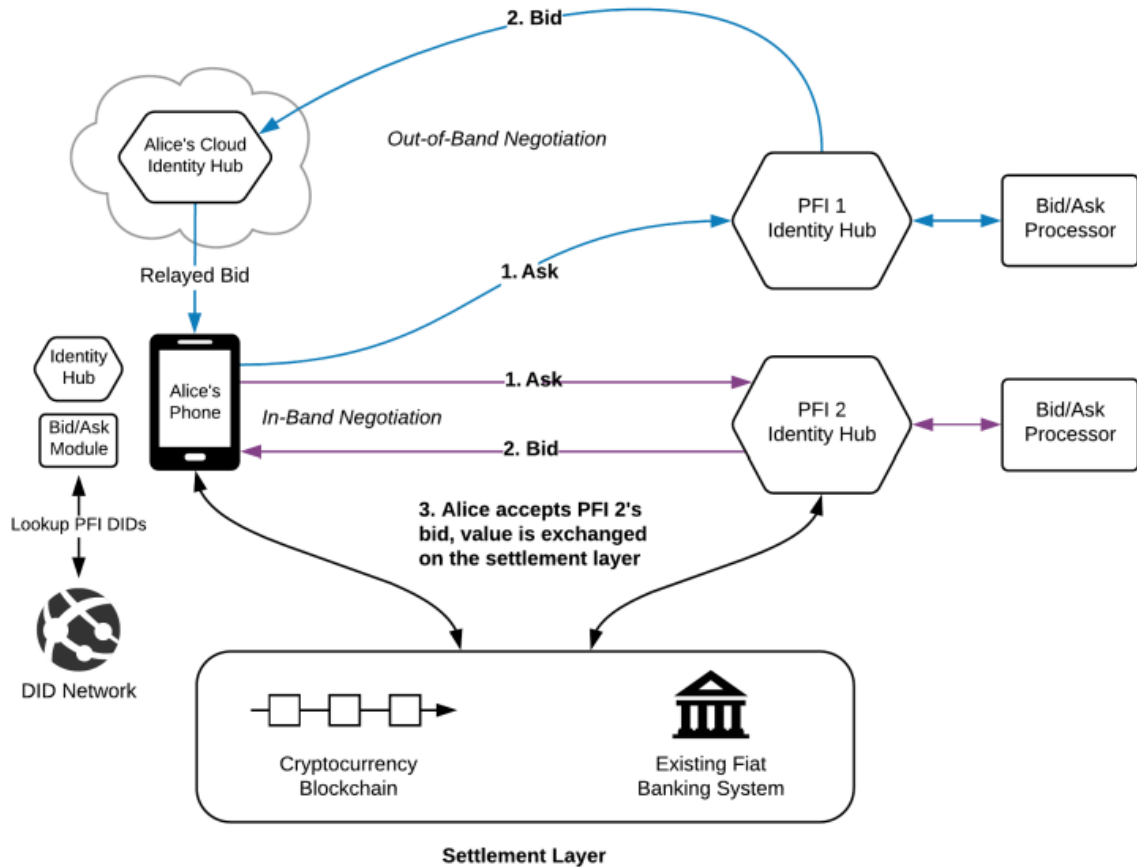 2. Bid
Alice's Cloud
Identity Hub
Out-of-Band Negotiation
PFI 1
Identity Hub
Bid/Ask
Processor
Relayed Bid
1. Ask
Identity
Hub
Bid/Ask
Module
Alice's
Phone
1. Ask
In-Band Negotiation
2. Bid
PFI 2
Identity Hub
Bid/Ask
Processor
Lookup PFI DIDs
DID Network
3. Alice accepts PFI 2's
bid, value is exchanged
on the settlement layer
Cryptocurrency
Blockchain
Existing Fiat
Banking System
Settlement Layer